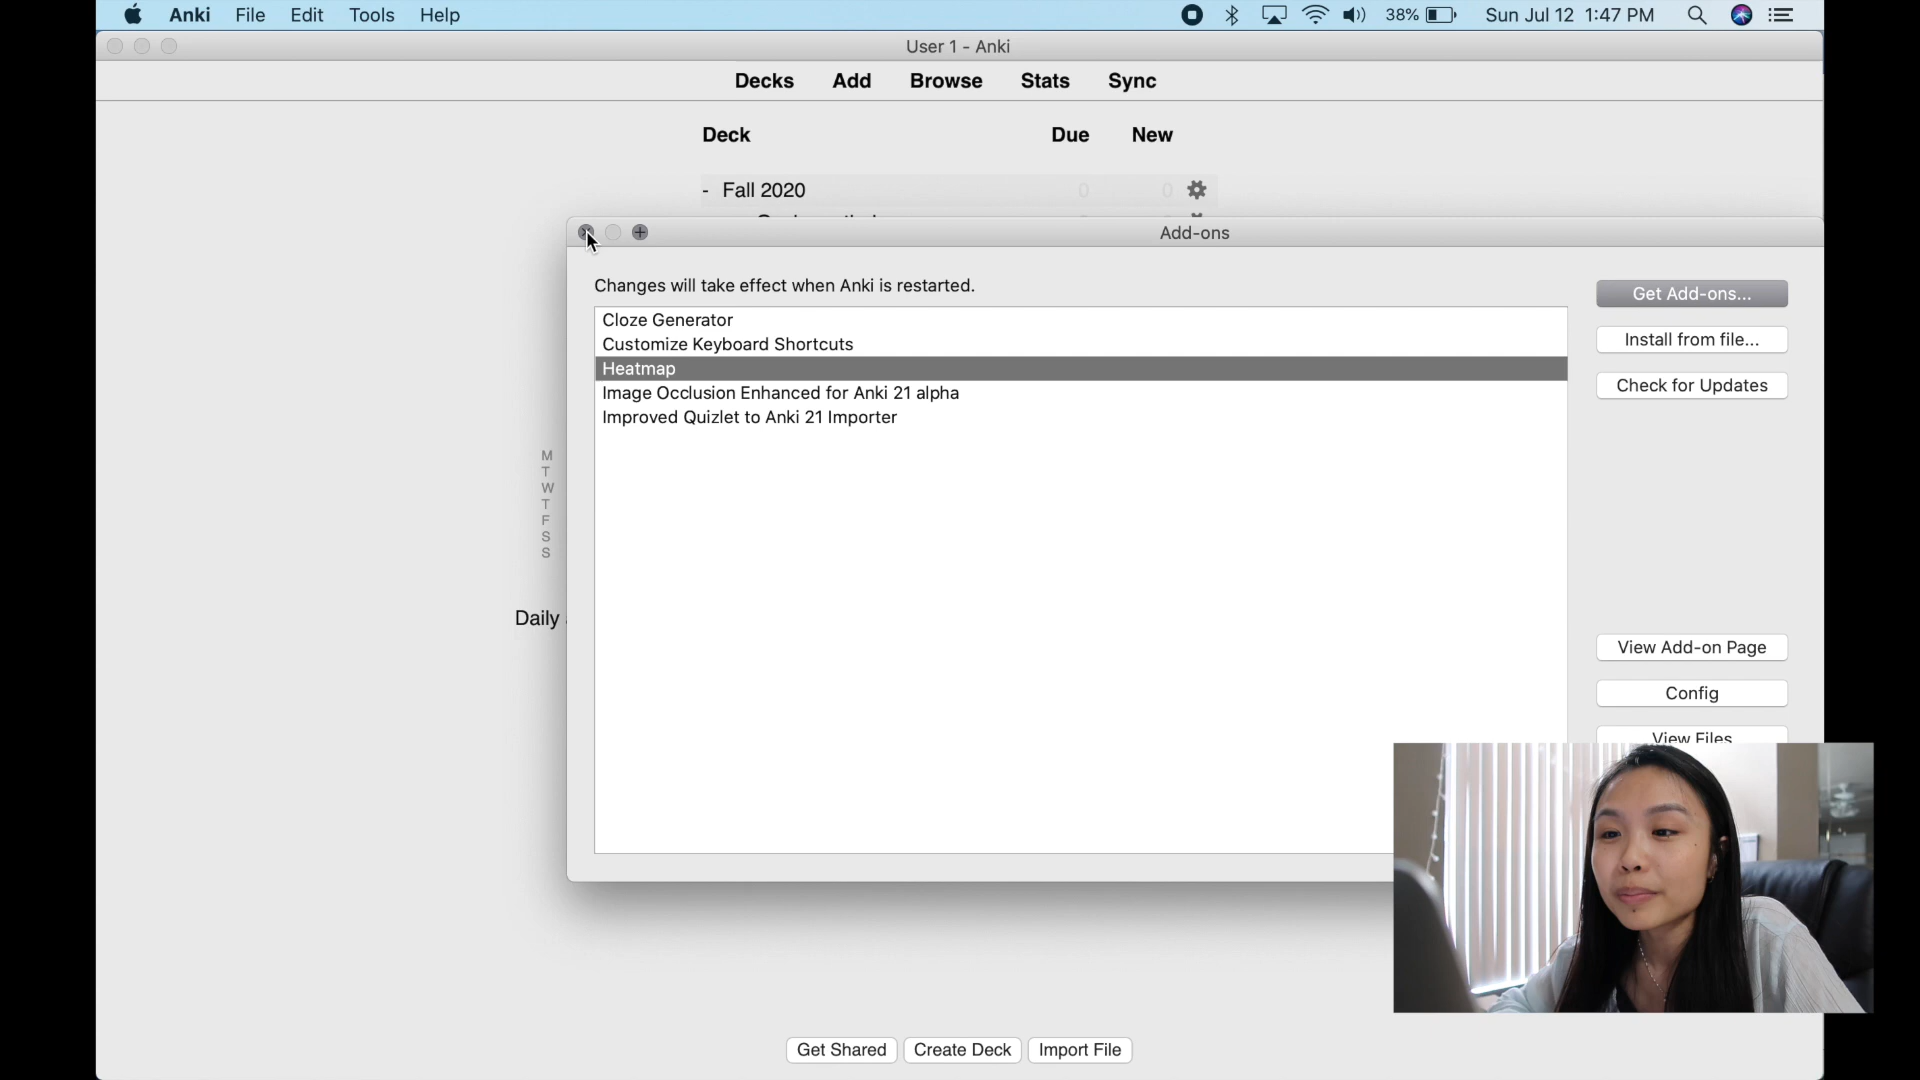 Anki File Edit Tools Help 38% Sun Jul 12 1:47 PM
User 1 - Anki
Decks Add Browse Stats Sync
Deck Due New
- Fall 2020 0 0
Add-ons
Changes will take effect when Anki is restarted.
Cloze Generator
Customize Keyboard Shortcuts
Heatmap
Image Occlusion Enhanced for Anki 21 alpha
Improved Quizlet to Anki 21 Importer
Get Add-ons...
Install from file...
Check for Updates
View Add-on Page
Config
View Files
M
T
W
T
F
S
S
Daily
Get Shared Create Deck Import File